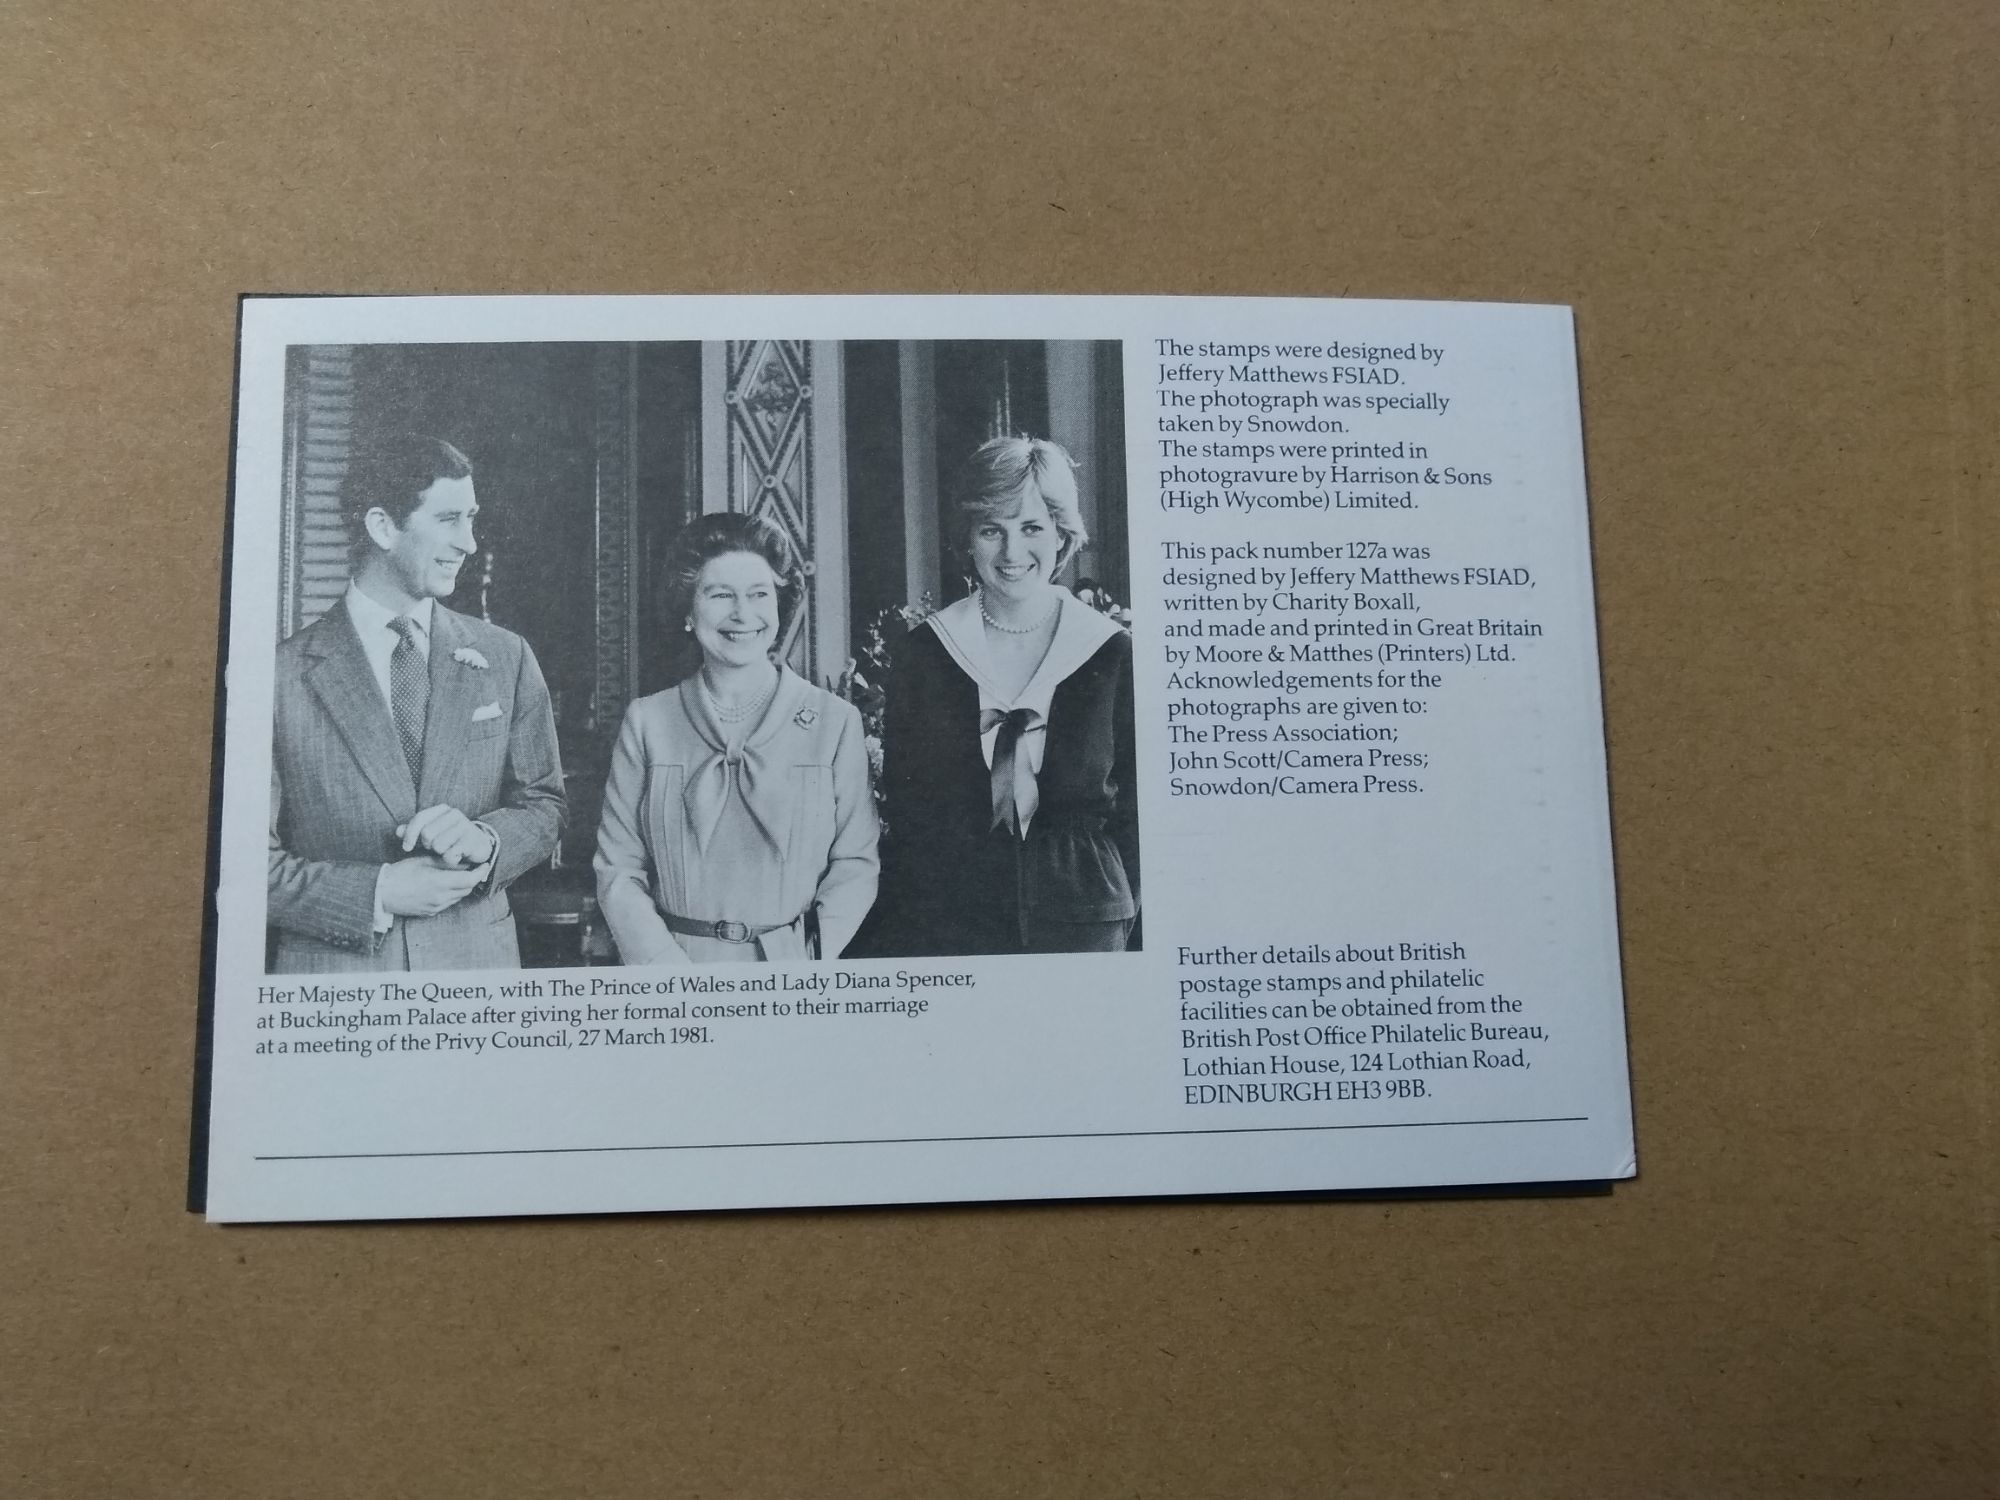 Her Majesty The Queen, with The Prince of Wales and Lady Diana Spencer,
at Buckingham Palace after giving her formal consent to their marriage
at a meeting of the Privy Council, 27 March 1981.
The stamps were designed by
Jeffery Matthews FSIAD.
The photograph was specially
taken by Snowdon.
The stamps were printed in
photogravure by Harrison & Sons
(High Wycombe) Limited.
This pack number 127a was
designed by Jeffery Matthews FSIAD,
written by Charity Boxall,
and made and printed in Great Britain
by Moore & Matthes (Printers) Ltd.
Acknowledgements for the
photographs are given to:
The Press Association;
John Scott/Camera Press;
Snowdon/Camera Press.
Further details about British
postage stamps and philatelic
facilities can be obtained from the
British Post Office Philatelic Bureau,
Lothian House, 124 Lothian Road,
EDINBURGH EH3 9BB.